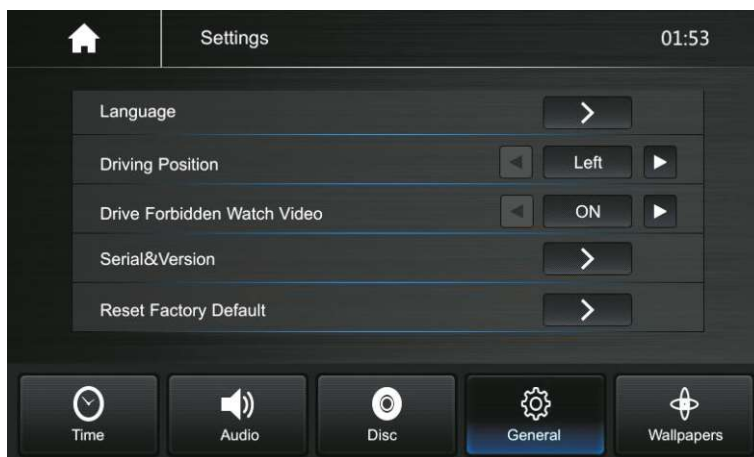 Settings
01:53
Language
Driving Position
Left
Drive Forbidden Watch Video
ON
Serial&Version
Reset Factory Default
Time
Audio
Disc
General
Wallpapers